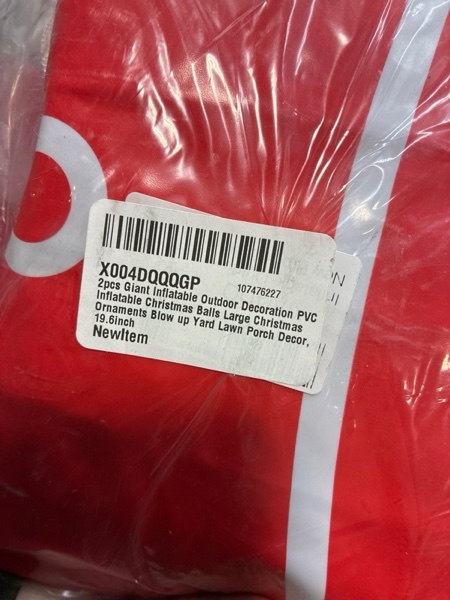 X004DQQQGP 107476227
2pcs Giant Inflatable Outdoor Decoration PVC
Inflatable Christmas Balls Large Christmas
Ornaments Blow up Yard Lawn Porch Decor,
19.6inch
NewItem